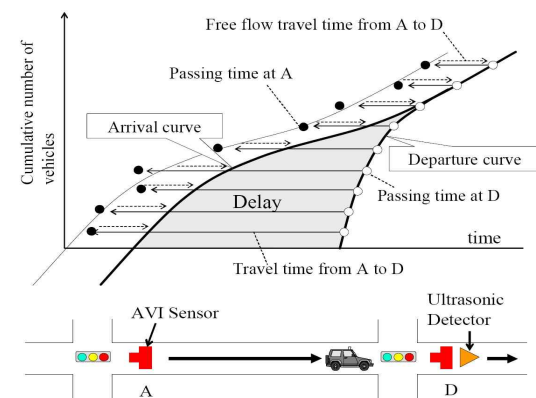 Free flow travel time from A to D
Passing time at A
Arrival curve
Cumulative number of
vehicles
Departure curve
Passing time at D
Delay
time
Travel time from A to D
AVI Sensor
Ultrasonic
Detector
A
D